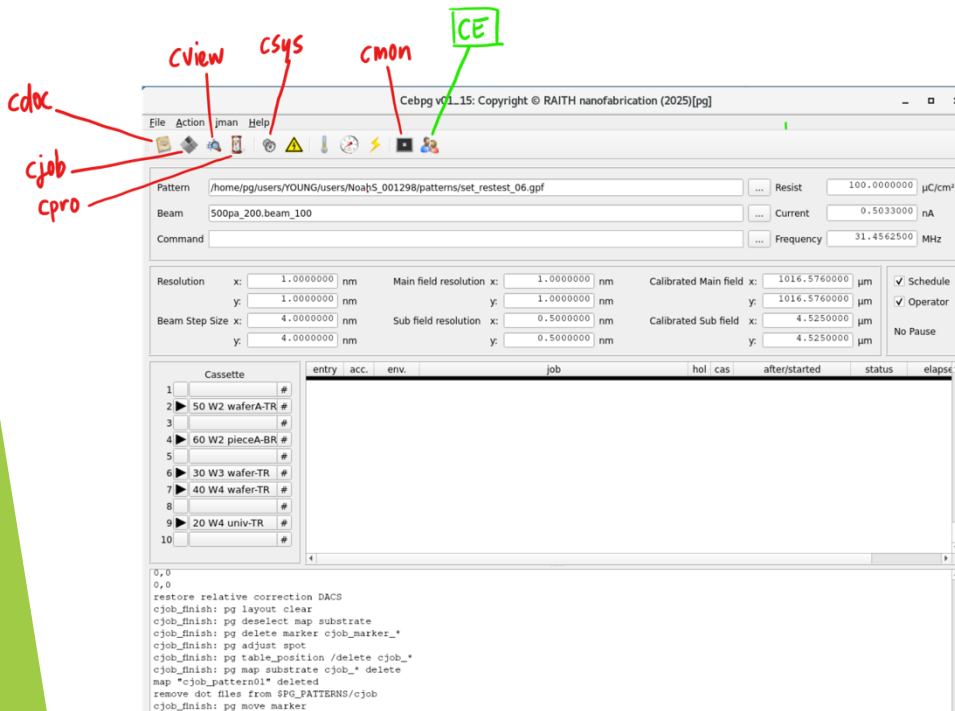 CE
csys
cview
cmon
cdoc
cjob
cpro
Cebpg v01_15: Copyright © RAITH nanofabrication (2025)[pg]
File Action jman Help
Pattern /home/pg/users/YOUNG/users/NoahS_001298/patterns/set_restest_06.gpf ... Resist 100.0000000 µC/cm²
Beam 500pa_200.beam_100 ... Current 0.5033000 nA
Command ... Frequency 31.4562500 MHz
Resolution x: 1.0000000 nm Main field resolution x: 1.0000000 nm Calibrated Main field x: 1016.5760000 µm Schedule
y: 1.0000000 nm y: 1.0000000 nm y: 1016.5760000 µm Operator
Beam Step Size x: 4.0000000 nm Sub field resolution x: 0.5000000 nm Calibrated Sub field x: 4.5250000 µm
No Pause
y: 4.0000000 nm y: 0.5000000 nm y: 4.5250000 µm
Cassette entry acc. env. job hol cas after/started status elapse
1 #
2 50 W2 waferA-TR #
3 #
4 60 W2 pieceA-BR #
5 #
6 30 W3 wafer-TR #
7 40 W4 wafer-TR #
8 #
9 20 W4 univ-TR #
10 #
0,0
0,0
restore relative correction DACS
cjob_finish: pg layout clear
cjob_finish: pg deselect map substrate
cjob_finish: pg delete marker cjob_marker_*
cjob_finish: pg adjust spot
cjob_finish: pg table_position /delete cjob_*
cjob_finish: pg map substrate cjob_* delete
map "cjob_pattern01" deleted
remove dot files from $PG_PATTERNS/cjob
cjob_finish: pg move marker